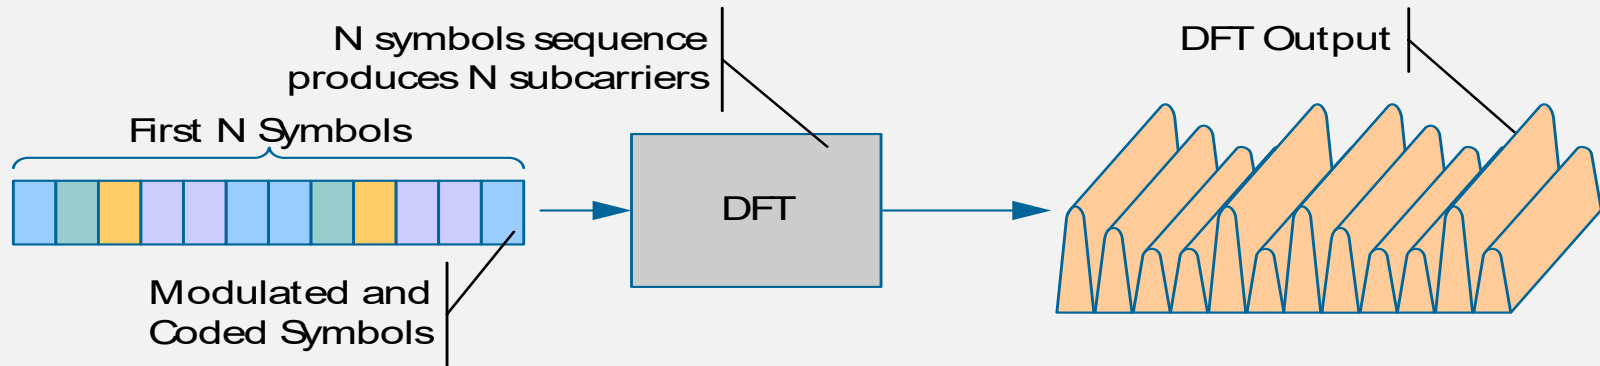 N symbols sequence
produces N subcarriers
DFT Output
First N Symbols
DFT
Modulated and
Coded Symbols